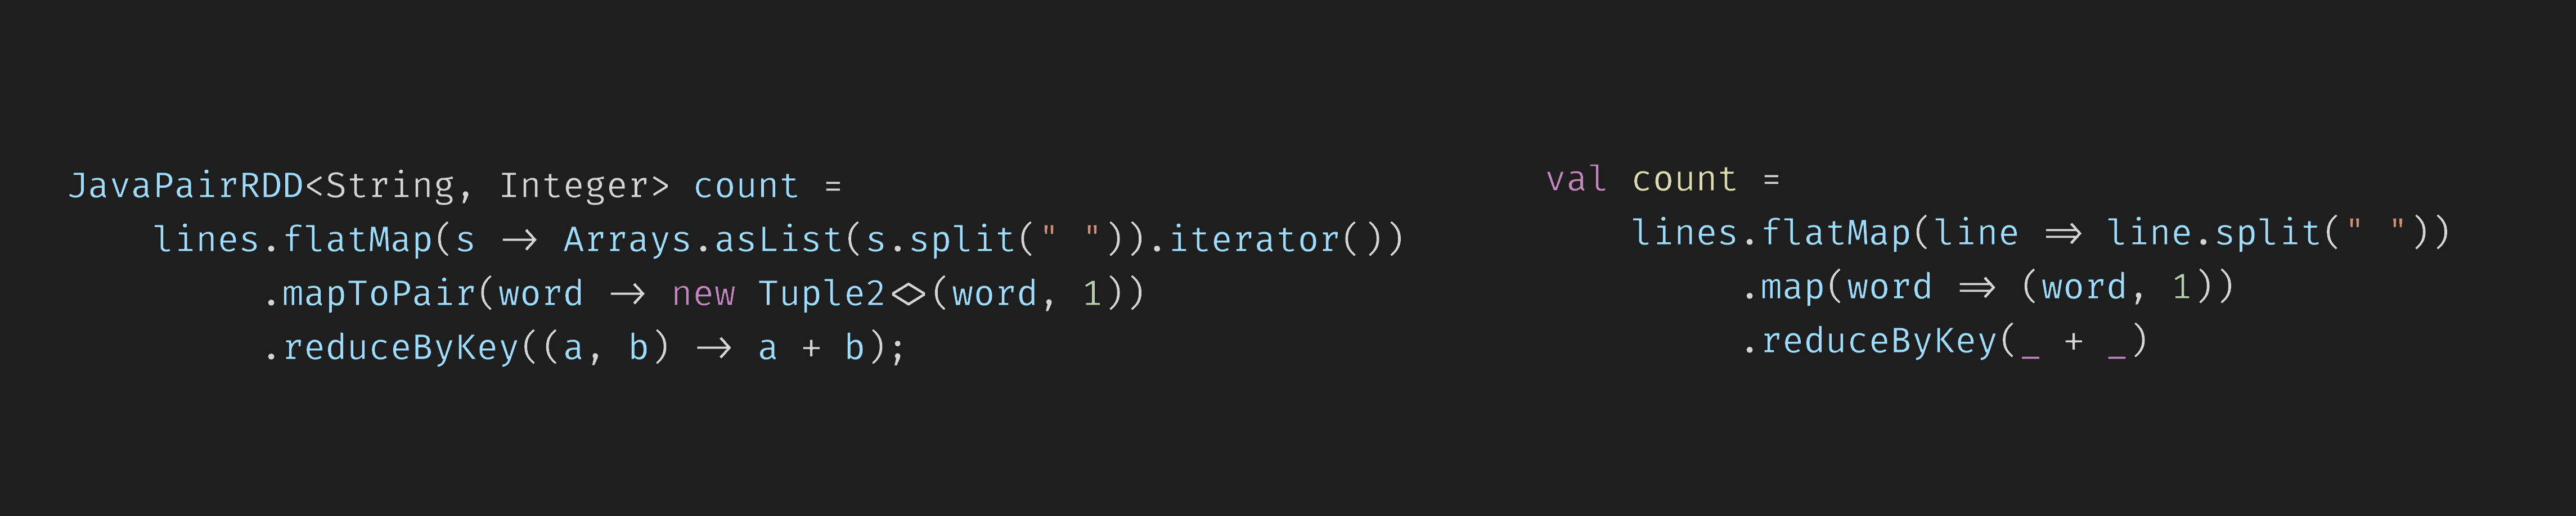 JavaPairRDD<String, Integer> count =
    lines.flatMap(s -> Arrays.asList(s.split(" ")).iterator())
         .mapToPair(word -> new Tuple2<>(word, 1))
         .reduceByKey((a, b) -> a + b);
val count =
    lines.flatMap(line => line.split(" "))
         .map(word => (word, 1))
         .reduceByKey(_ + _)